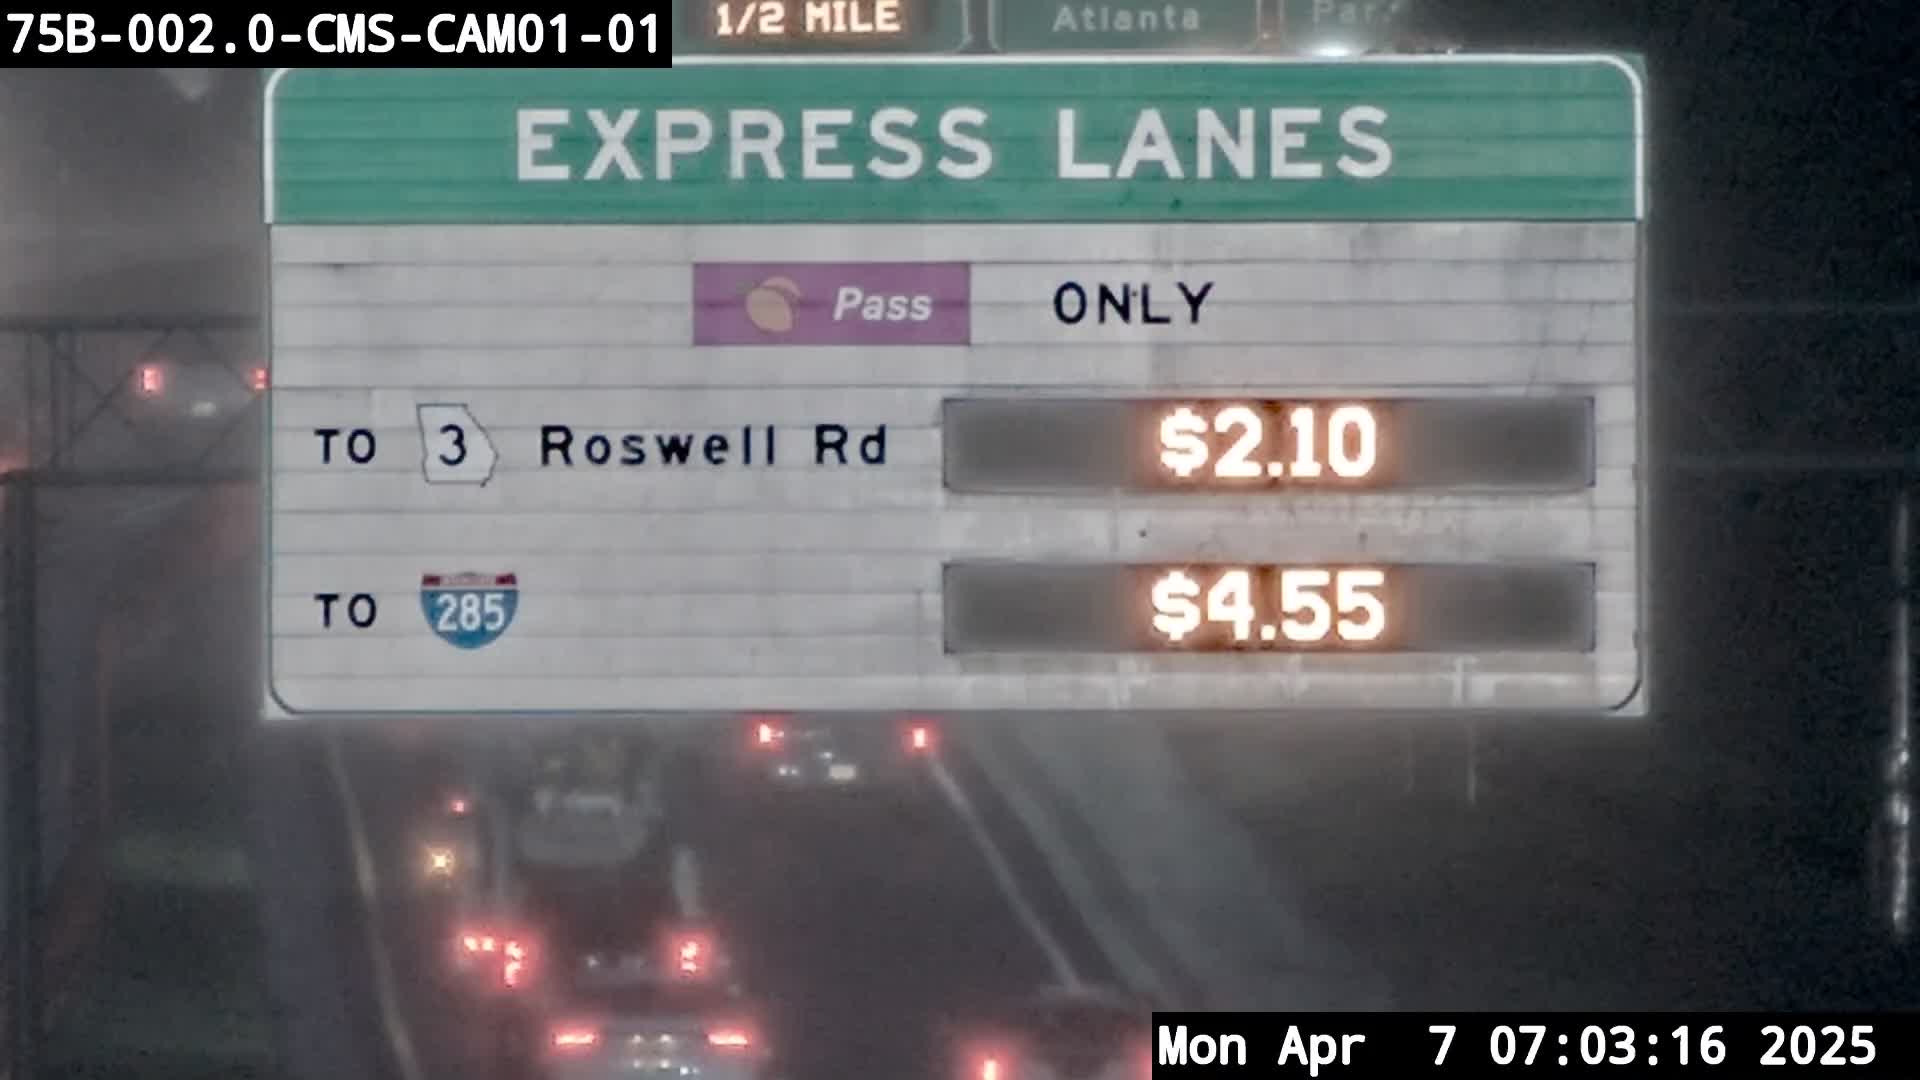 75B-002.0-CMS-CAM01-01
1/2 MILE
Atlanta
EXPRESS LANES
Pass ONLY
TO 3 Roswell Rd $2.10
TO 285 $4.55
Mon Apr 7 07:03:16 2025